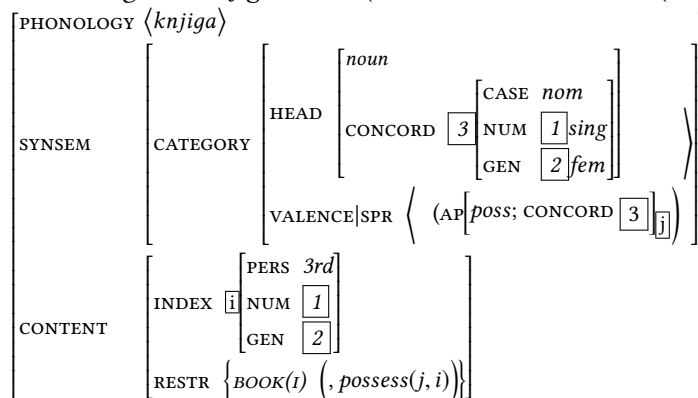 PHONOLOGY ⟨knjiga⟩
SYNSEM CATEGORY HEAD noun
CONCORD 3 CASE nom
NUM 1 sing
GEN 2 fem
VALENCE|SPR ⟨ (AP[poss; CONCORD 3]j) ⟩
CONTENT INDEX i PERS 3rd
NUM 1
GEN 2
RESTR {BOOK(I) (, possess(j, i))}